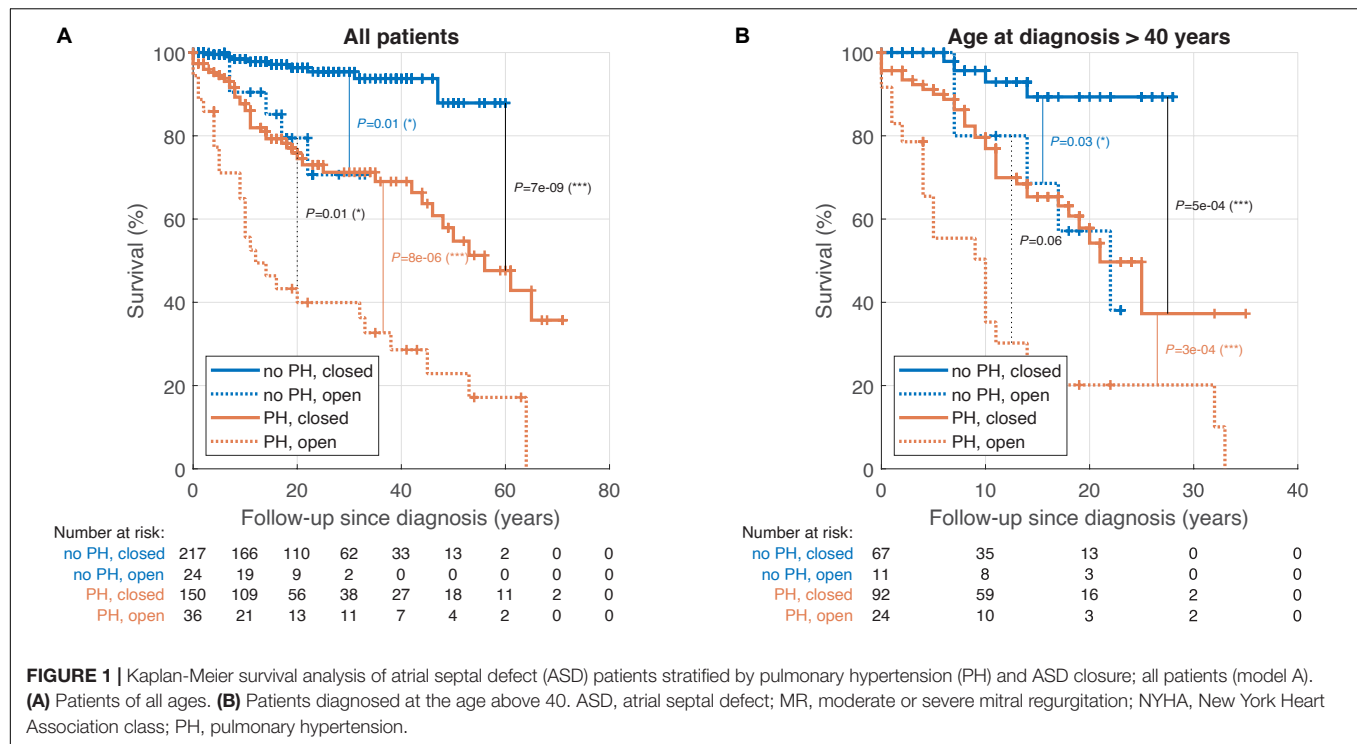 A
All patients
100
80
60
40
20
0
Survival (%)
P=0.01 (*)
P=7e-09 (***)
P=0.01 (*)
P=8e-06 (***)
no PH, closed
no PH, open
PH, closed
PH, open
0 20 40 60 80
Follow-up since diagnosis (years)
Number at risk:
no PH, closed 217 166 110 62 33 13 2 0 0
no PH, open 24 19 9 2 0 0 0 0 0
PH, closed 150 109 56 38 27 18 11 2 0
PH, open 36 21 13 11 7 4 2 0 0
B
Age at diagnosis > 40 years
100
80
60
40
20
0
Survival (%)
P=0.03 (*)
P=5e-04 (***)
P=0.06
P=3e-04 (***)
no PH, closed
no PH, open
PH, closed
PH, open
0 10 20 30 40
Follow-up since diagnosis (years)
Number at risk:
no PH, closed 67 35 13 0 0
no PH, open 11 8 3 0 0
PH, closed 92 59 16 2 0
PH, open 24 10 3 2 0
FIGURE 1 | Kaplan-Meier survival analysis of atrial septal defect (ASD) patients stratified by pulmonary hypertension (PH) and ASD closure; all patients (model A).
(A) Patients of all ages. (B) Patients diagnosed at the age above 40. ASD, atrial septal defect; MR, moderate or severe mitral regurgitation; NYHA, New York Heart
Association class; PH, pulmonary hypertension.